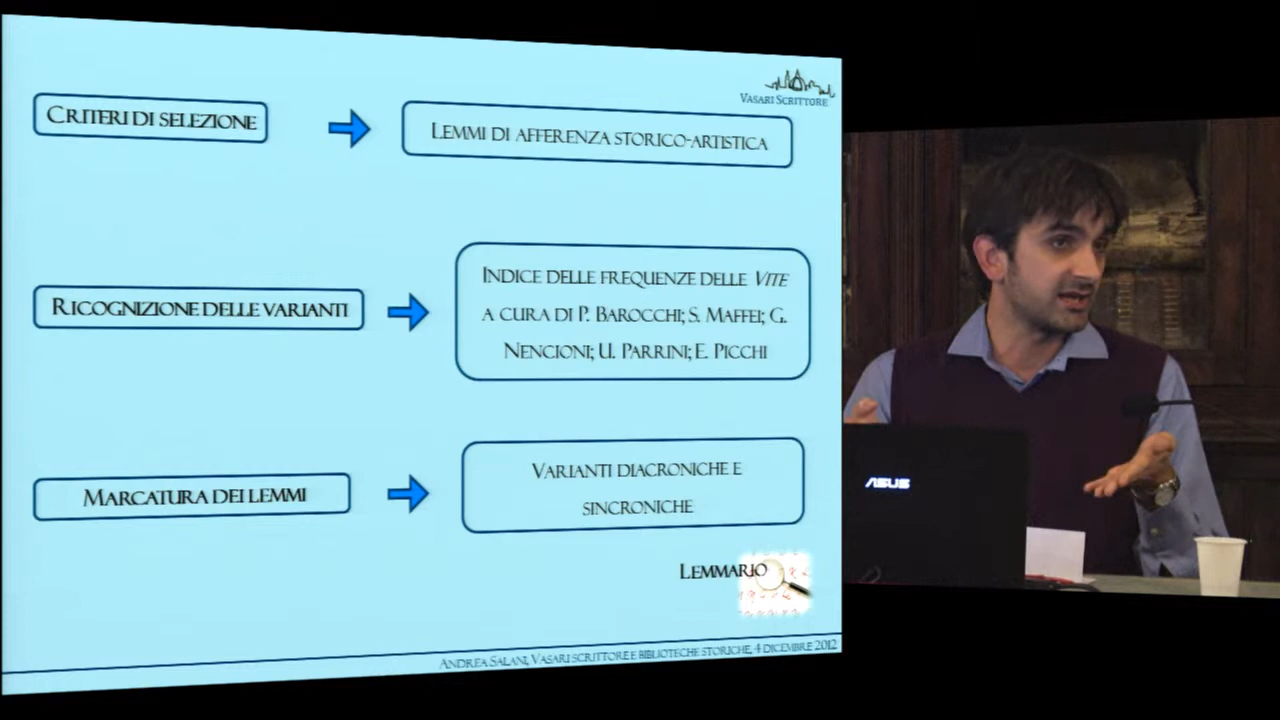 VASARI SCRITTORE
CRITERI DI SELEZIONE
LEMMI DI AFFERENZA STORICO-ARTISTICA
RICOGNIZIONE DELLE VARIANTI
INDICE DELLE FREQUENZE DELLE VITE
A CURA DI P. BAROCCHI; S. MAFFEI; G.
NENCIONI; U. PARRINI; E. PICCHI
MARCATURA DEI LEMMI
VARIANTI DIACRONICHE E
SINCRONICHE
LEMMARIO
ANDREA SALANI, VASARI SCRITTORE E BIBLIOTECHE STORICHE, 4 DICEMBRE 2012
ASUS